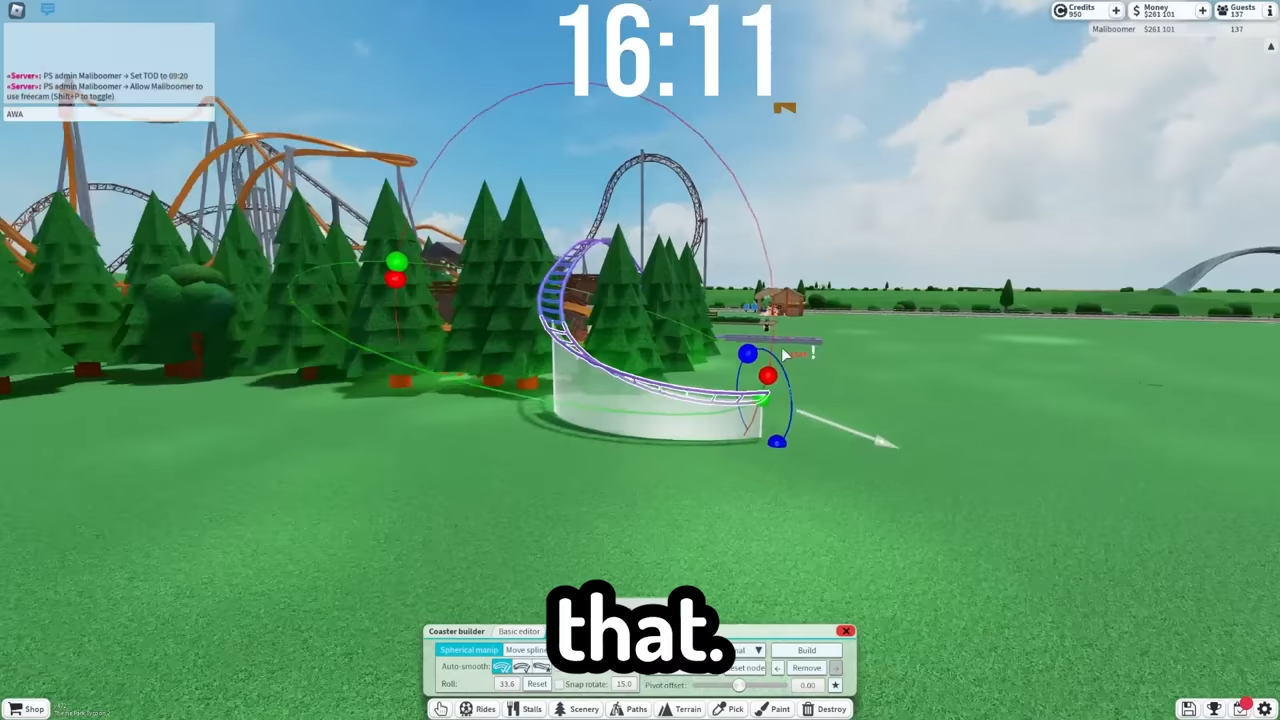 16:11
Credits
950
+
$ Money
$261 101
+
Guests
137
Maliboomer $261 101 137
«Server»: PS admin Maliboomer → Set TOD to 09:20
«Server»: PS admin Maliboomer → Allow Maliboomer to
use freecam (Shift+P to toggle)
AWA
that.
Coaster builder / Basic editor
Spherical manip Move spline
Build
Auto-smooth:
Remove
Roll: 33.6 Reset Snap rotate: 15.0 Pivot offset: 0.00
Shop
Rides Stalls Scenery Paths Terrain Pick Paint Destroy